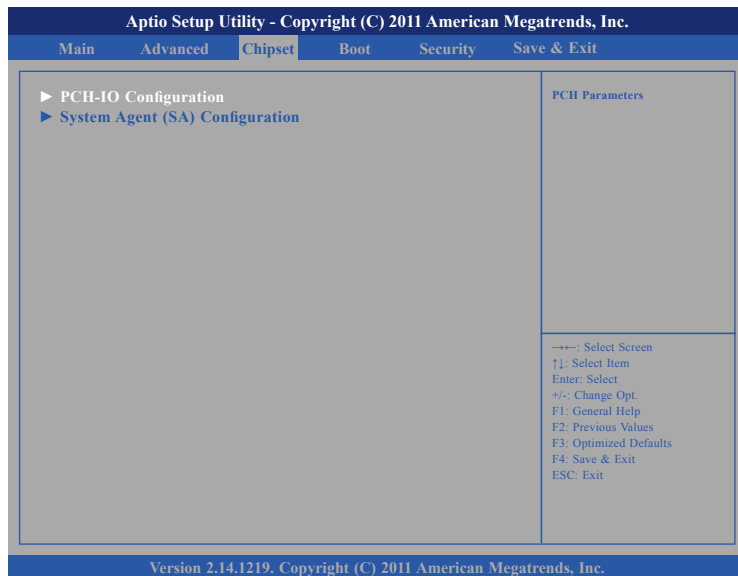 Aptio Setup Utility - Copyright (C) 2011 American Megatrends, Inc.
Main Advanced Chipset Boot Security Save & Exit
► PCH-IO Configuration
► System Agent (SA) Configuration
PCH Parameters
→←: Select Screen
↑↓: Select Item
Enter: Select
+/-: Change Opt.
F1: General Help
F2: Previous Values
F3: Optimized Defaults
F4: Save & Exit
ESC: Exit
Version 2.14.1219. Copyright (C) 2011 American Megatrends, Inc.